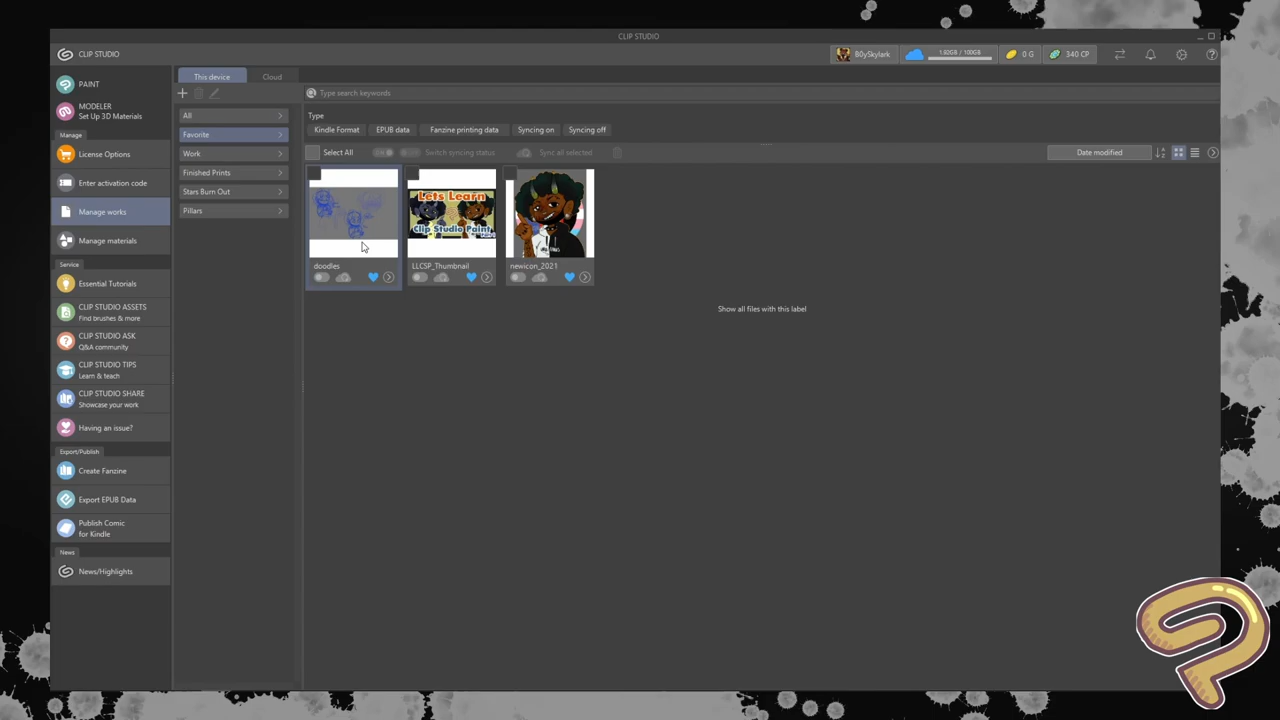 CLIP STUDIO
CLIP STUDIO
B0ySkylark
1.92GB / 100GB
0 G
340 CP
PAINT
MODELER
Set Up 3D Materials
Manage
License Options
Enter activation code
Manage works
Manage materials
Service
Essential Tutorials
CLIP STUDIO ASSETS
Find brushes & more
CLIP STUDIO ASK
Q&A community
CLIP STUDIO TIPS
Learn & teach
CLIP STUDIO SHARE
Showcase your work
Having an issue?
Export/Publish
Create Fanzine
Export EPUB Data
Publish Comic
for Kindle
News
News/Highlights
This device
Cloud
All
Favorite
Work
Finished Prints
Stars Burn Out
Pillars
Type search keywords
Type
Kindle Format
EPUB data
Fanzine printing data
Syncing on
Syncing off
Select All
Switch syncing status
Sync all selected
Date modified
Lets Learn
Clip Studio Paint
doodles
LLCSP_Thumbnail
newicon_2021
Show all files with this label